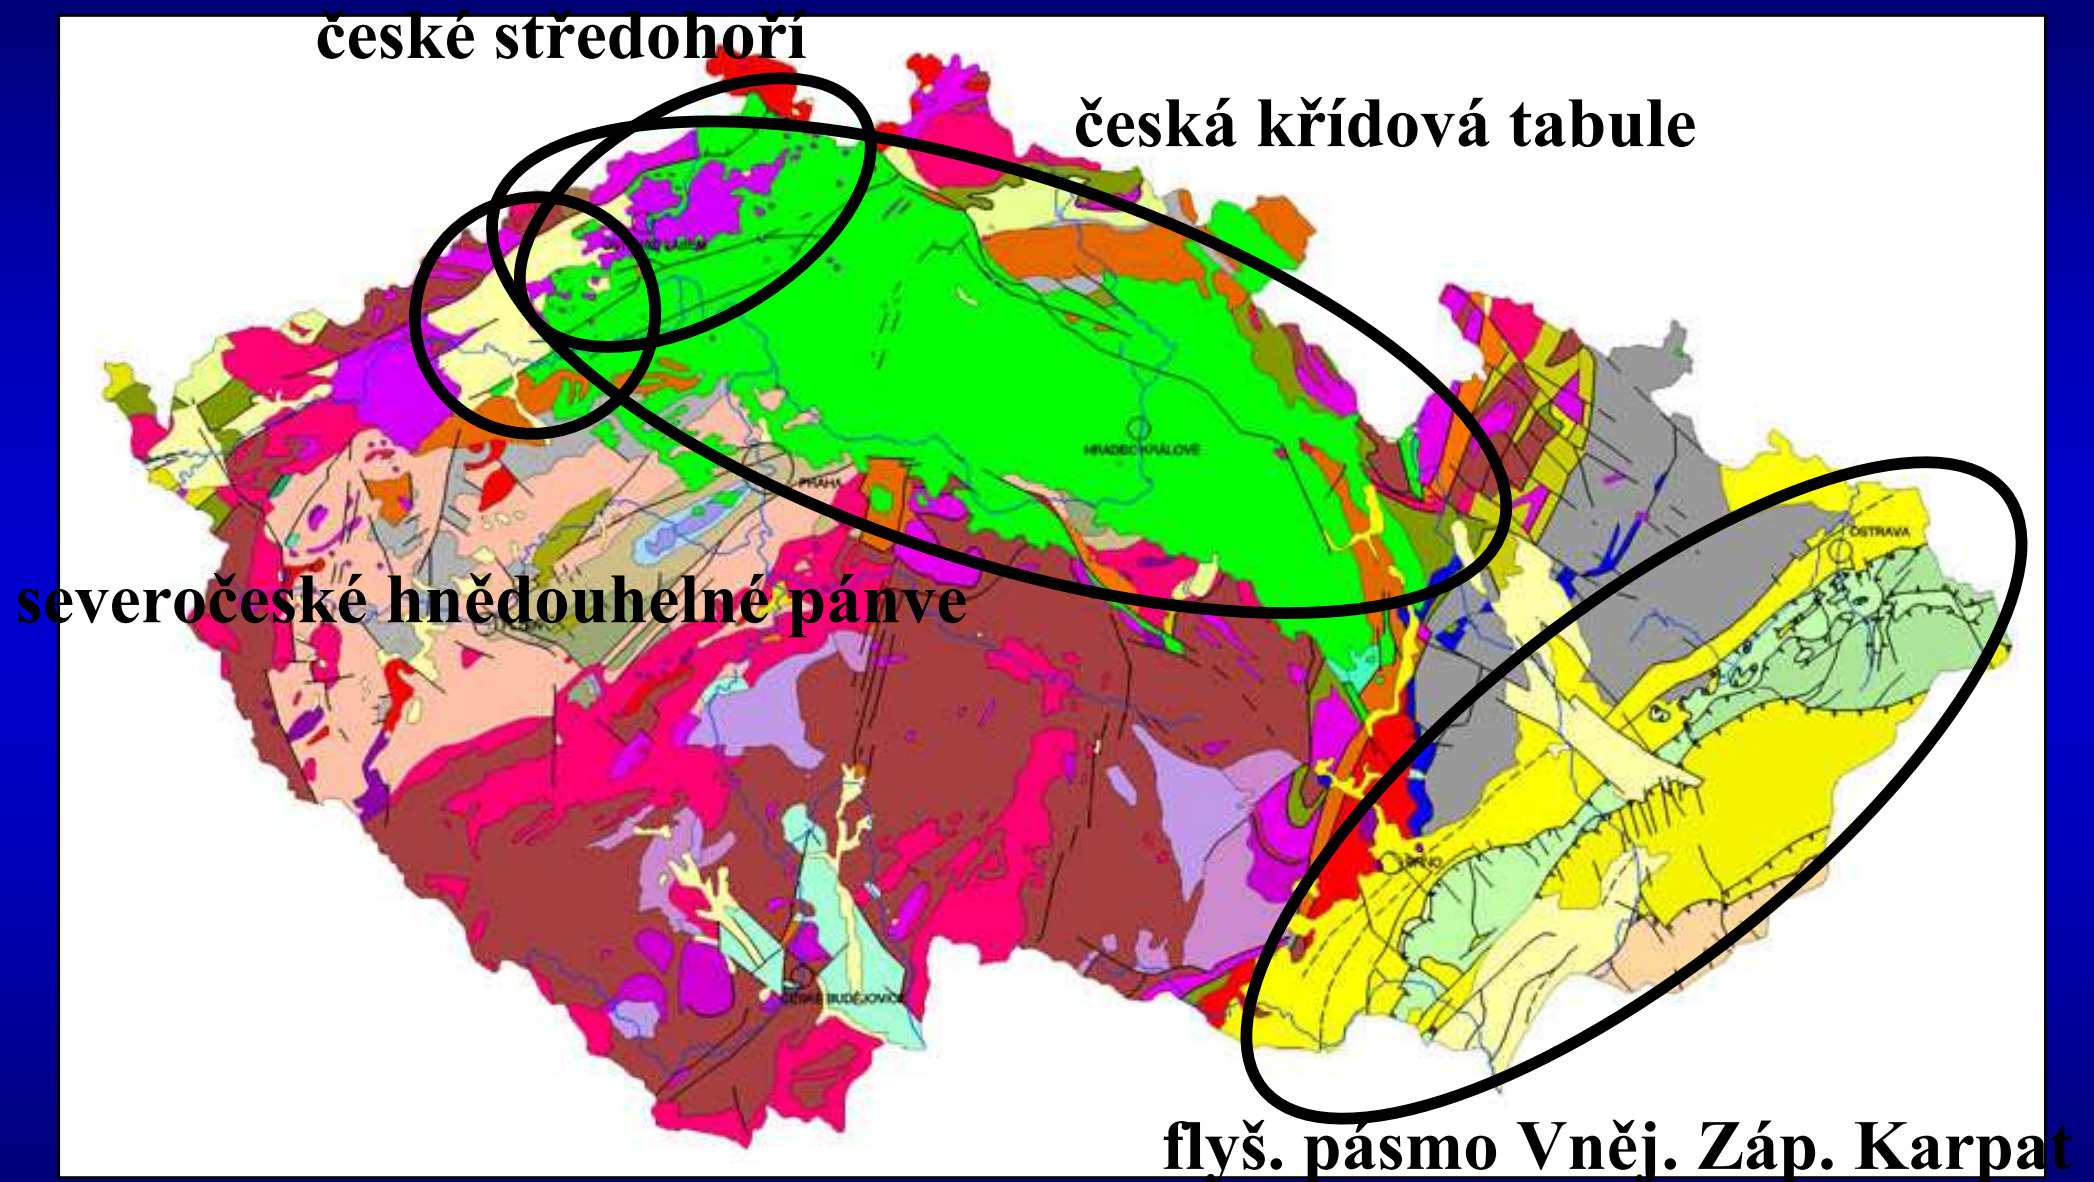 české středohoří
česká křídová tabule
HRADEC KRÁLOVÉ
PRAHA
OSTRAVA
severočeské hnědouhelné pánve
BRNO
ČESKÉ BUDĚJOVICE
flyš. pásmo Vněj. Záp. Karpat